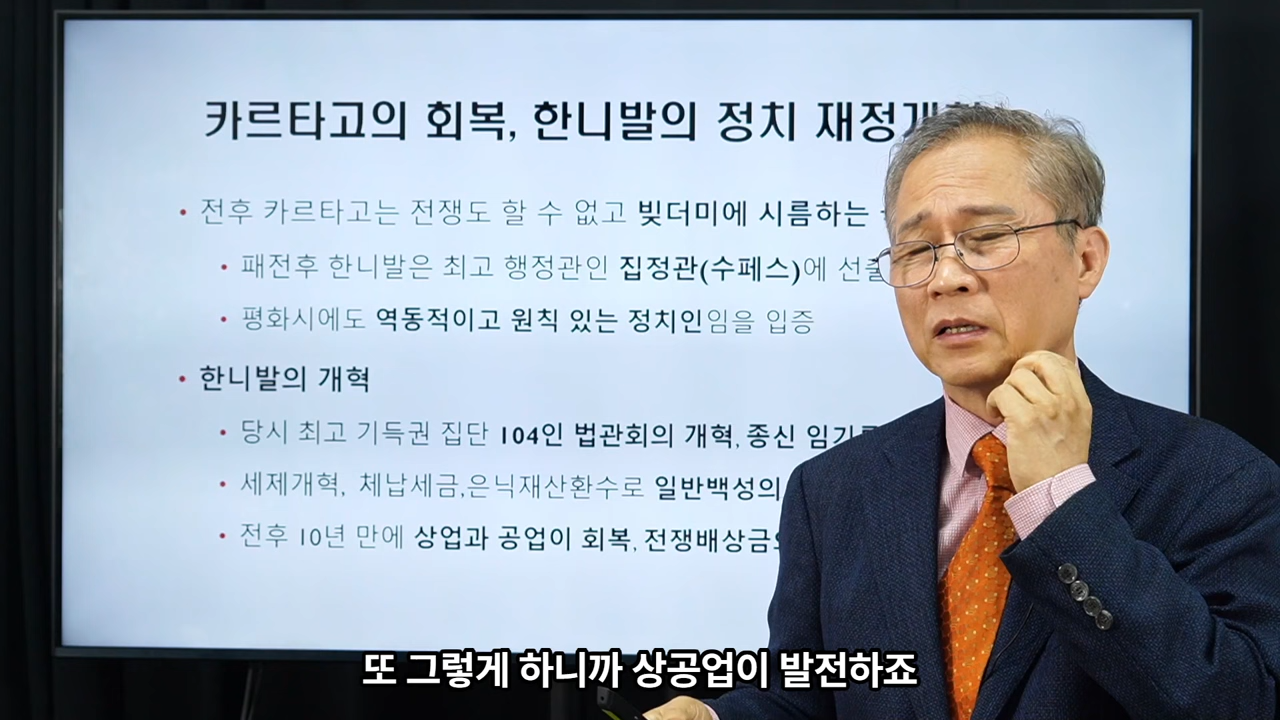 카르타고의 회복, 한니발의 정치 재정개
• 전후 카르타고는 전쟁도 할 수 없고 빚더미에 시름하는
• 패전후 한니발은 최고 행정관인 집정관(수페스)에 선출
• 평화시에도 역동적이고 원칙 있는 정치인임을 입증
• 한니발의 개혁
• 당시 최고 기득권 집단 104인 법관회의 개혁, 종신 임기
• 세제개혁, 체납세금,은닉재산환수로 일반백성의
• 전후 10년 만에 상업과 공업이 회복, 전쟁배상금
또 그렇게 하니까 상공업이 발전하죠